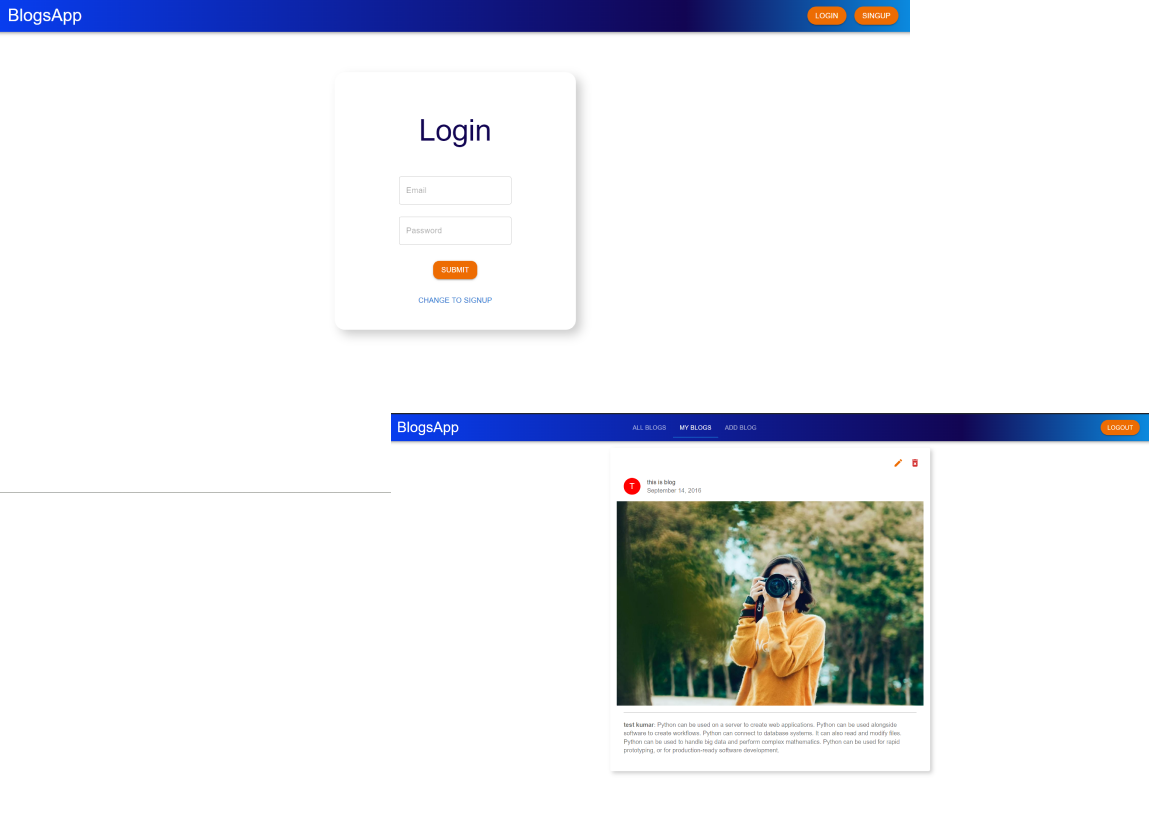 BlogsApp
LOGIN
SINGUP
Login
Email
Password
SUBMIT
CHANGE TO SIGNUP
BlogsApp
ALL BLOGS
MY BLOGS
ADD BLOG
LOGOUT
T
this is blog
September 14, 2016
test kumar: Python can be used on a server to create web applications. Python can be used alongside
software to create workflows. Python can connect to database systems. It can also read and modify files.
Python can be used to handle big data and perform complex mathematics. Python can be used for rapid
prototyping, or for production-ready software development.